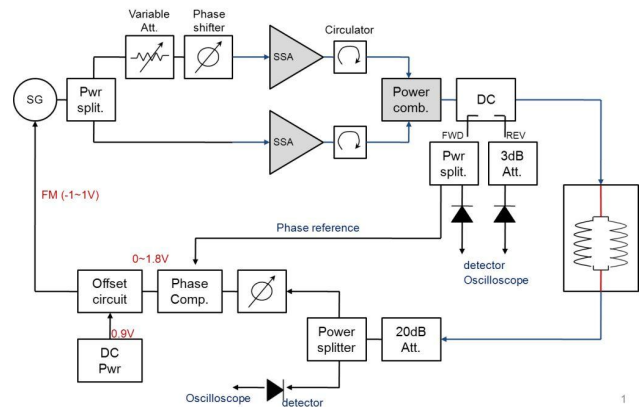 Variable
Att.
Phase
shifter
Circulator
SSA
SG
Pwr
split.
Power
comb.
DC
SSA
FWD
REV
Pwr
split.
3dB
Att.
FM (-1~1V)
Phase reference
detector
Oscilloscope
0~1.8V
Offset
circuit
Phase
Comp.
0.9V
DC
Pwr
Power
splitter
20dB
Att.
Oscilloscope
detector
1